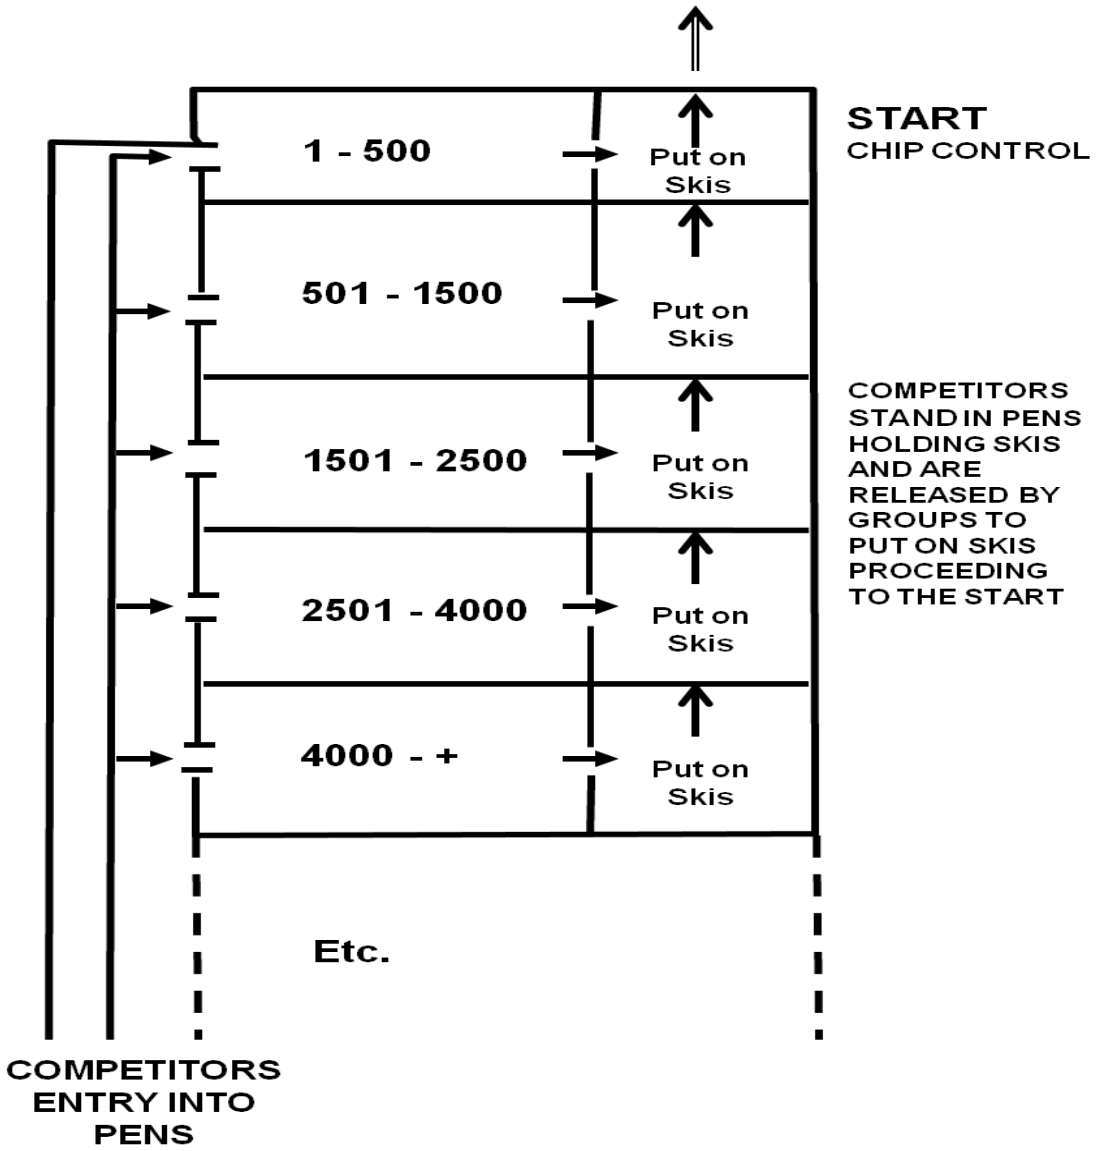 START
CHIP CONTROL
1 - 500
Put on
Skis
501 - 1500
Put on
Skis
1501 - 2500
Put on
Skis
2501 - 4000
Put on
Skis
4000 - +
Put on
Skis
COMPETITORS
STAND IN PENS
HOLDING SKIS
AND ARE
RELEASED BY
GROUPS TO
PUT ON SKIS
PROCEEDING
TO THE START
Etc.
COMPETITORS
ENTRY INTO
PENS